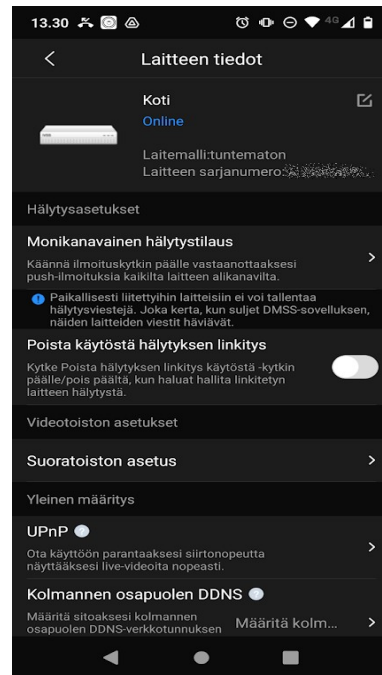 13.30
4G
Laitteen tiedot
Koti
Online
Laitemalli:tuntematon
Laitteen sarjanumero:
Hälytysasetukset
Monikanavainen hälytystilaus
Käännä ilmoituskytkin päälle vastaanottaaksesi
push-ilmoituksia kaikilta laitteen alikanavilta.
Paikallisesti liitettyihin laitteisiin ei voi tallentaa
hälytysviestejä. Joka kerta, kun suljet DMSS-sovelluksen,
näiden laitteiden viestit häviävät.
Poista käytöstä hälytyksen linkitys
Kytke Poista hälytyksen linkitys käytöstä -kytkin
päälle/pois päältä, kun haluat hallita linkitetyn
laitteen hälytystä.
Videotoiston asetukset
Suoratoiston asetus
Yleinen määritys
UPnP
Ota käyttöön parantaaksesi siirtonopeutta
näyttääksesi live-videoita nopeasti.
Kolmannen osapuolen DDNS
Määritä sitoaksesi kolmannen
osapuolen DDNS-verkkotunnuksen
Määritä kolm...